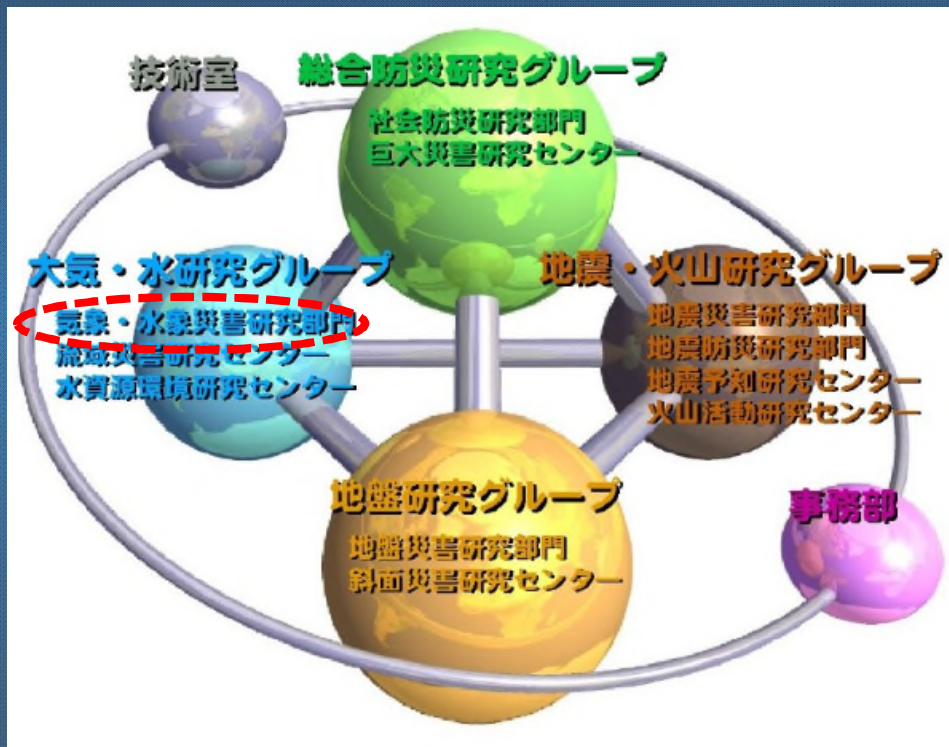 技術室
総合防災研究グループ
社会防災研究部門
巨大災害研究センター
大気・水研究グループ
気象・水象災害研究部門
流域災害研究センター
水資源環境研究センター
地震・火山研究グループ
地震災害研究部門
地震防災研究部門
地震予知研究センター
火山活動研究センター
地盤研究グループ
地盤災害研究部門
斜面災害研究センター
事務部